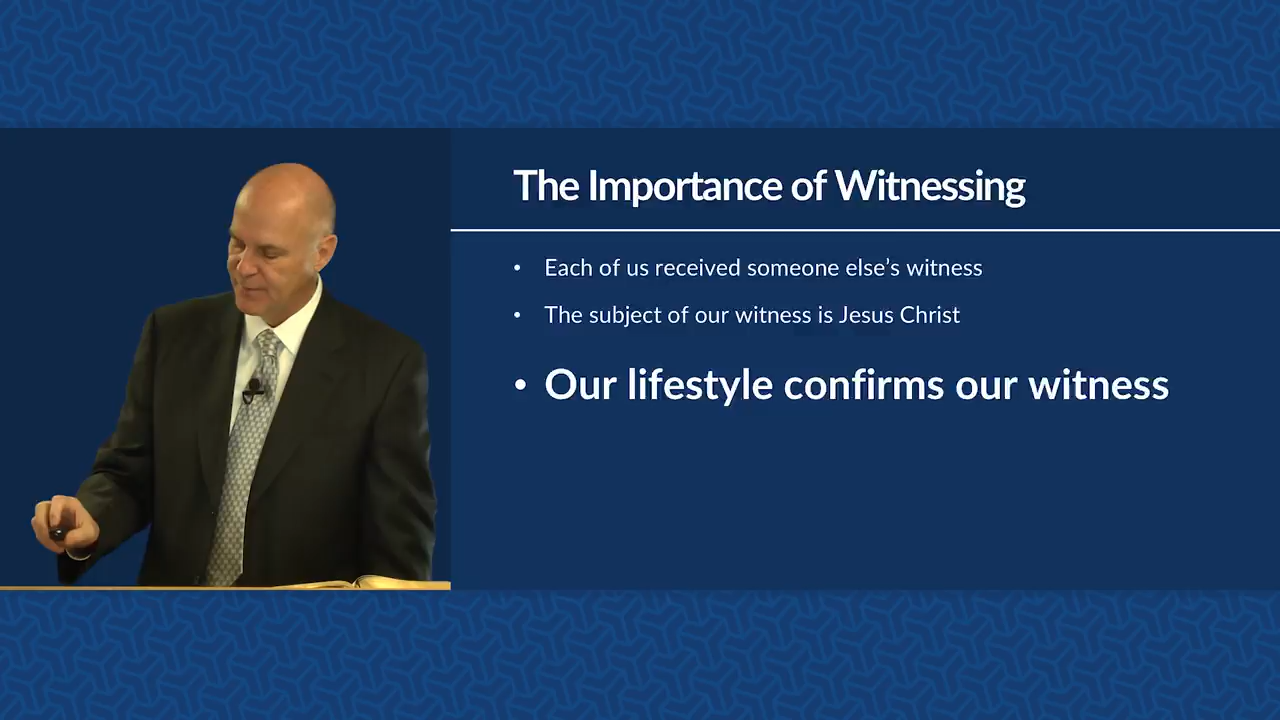 The Importance of Witnessing
• Each of us received someone else’s witness
• The subject of our witness is Jesus Christ
• Our lifestyle confirms our witness